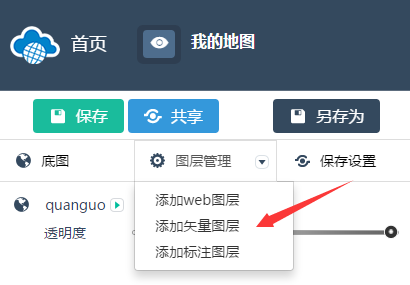 首页 我的地图
保存 共享 另存为
底图 图层管理 保存设置
quanguo
添加web图层
透明度 添加矢量图层
添加标注图层